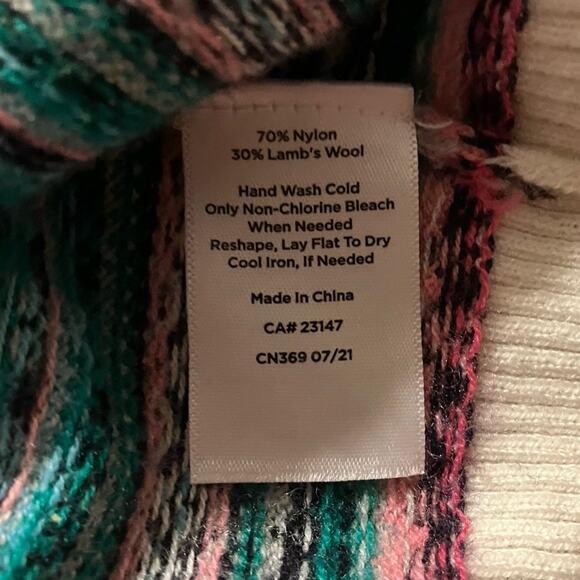 70% Nylon
30% Lamb's Wool
Hand Wash Cold
Only Non-Chlorine Bleach
When Needed
Reshape, Lay Flat To Dry
Cool Iron, If Needed
Made In China
CA# 23147
CN369 07/21